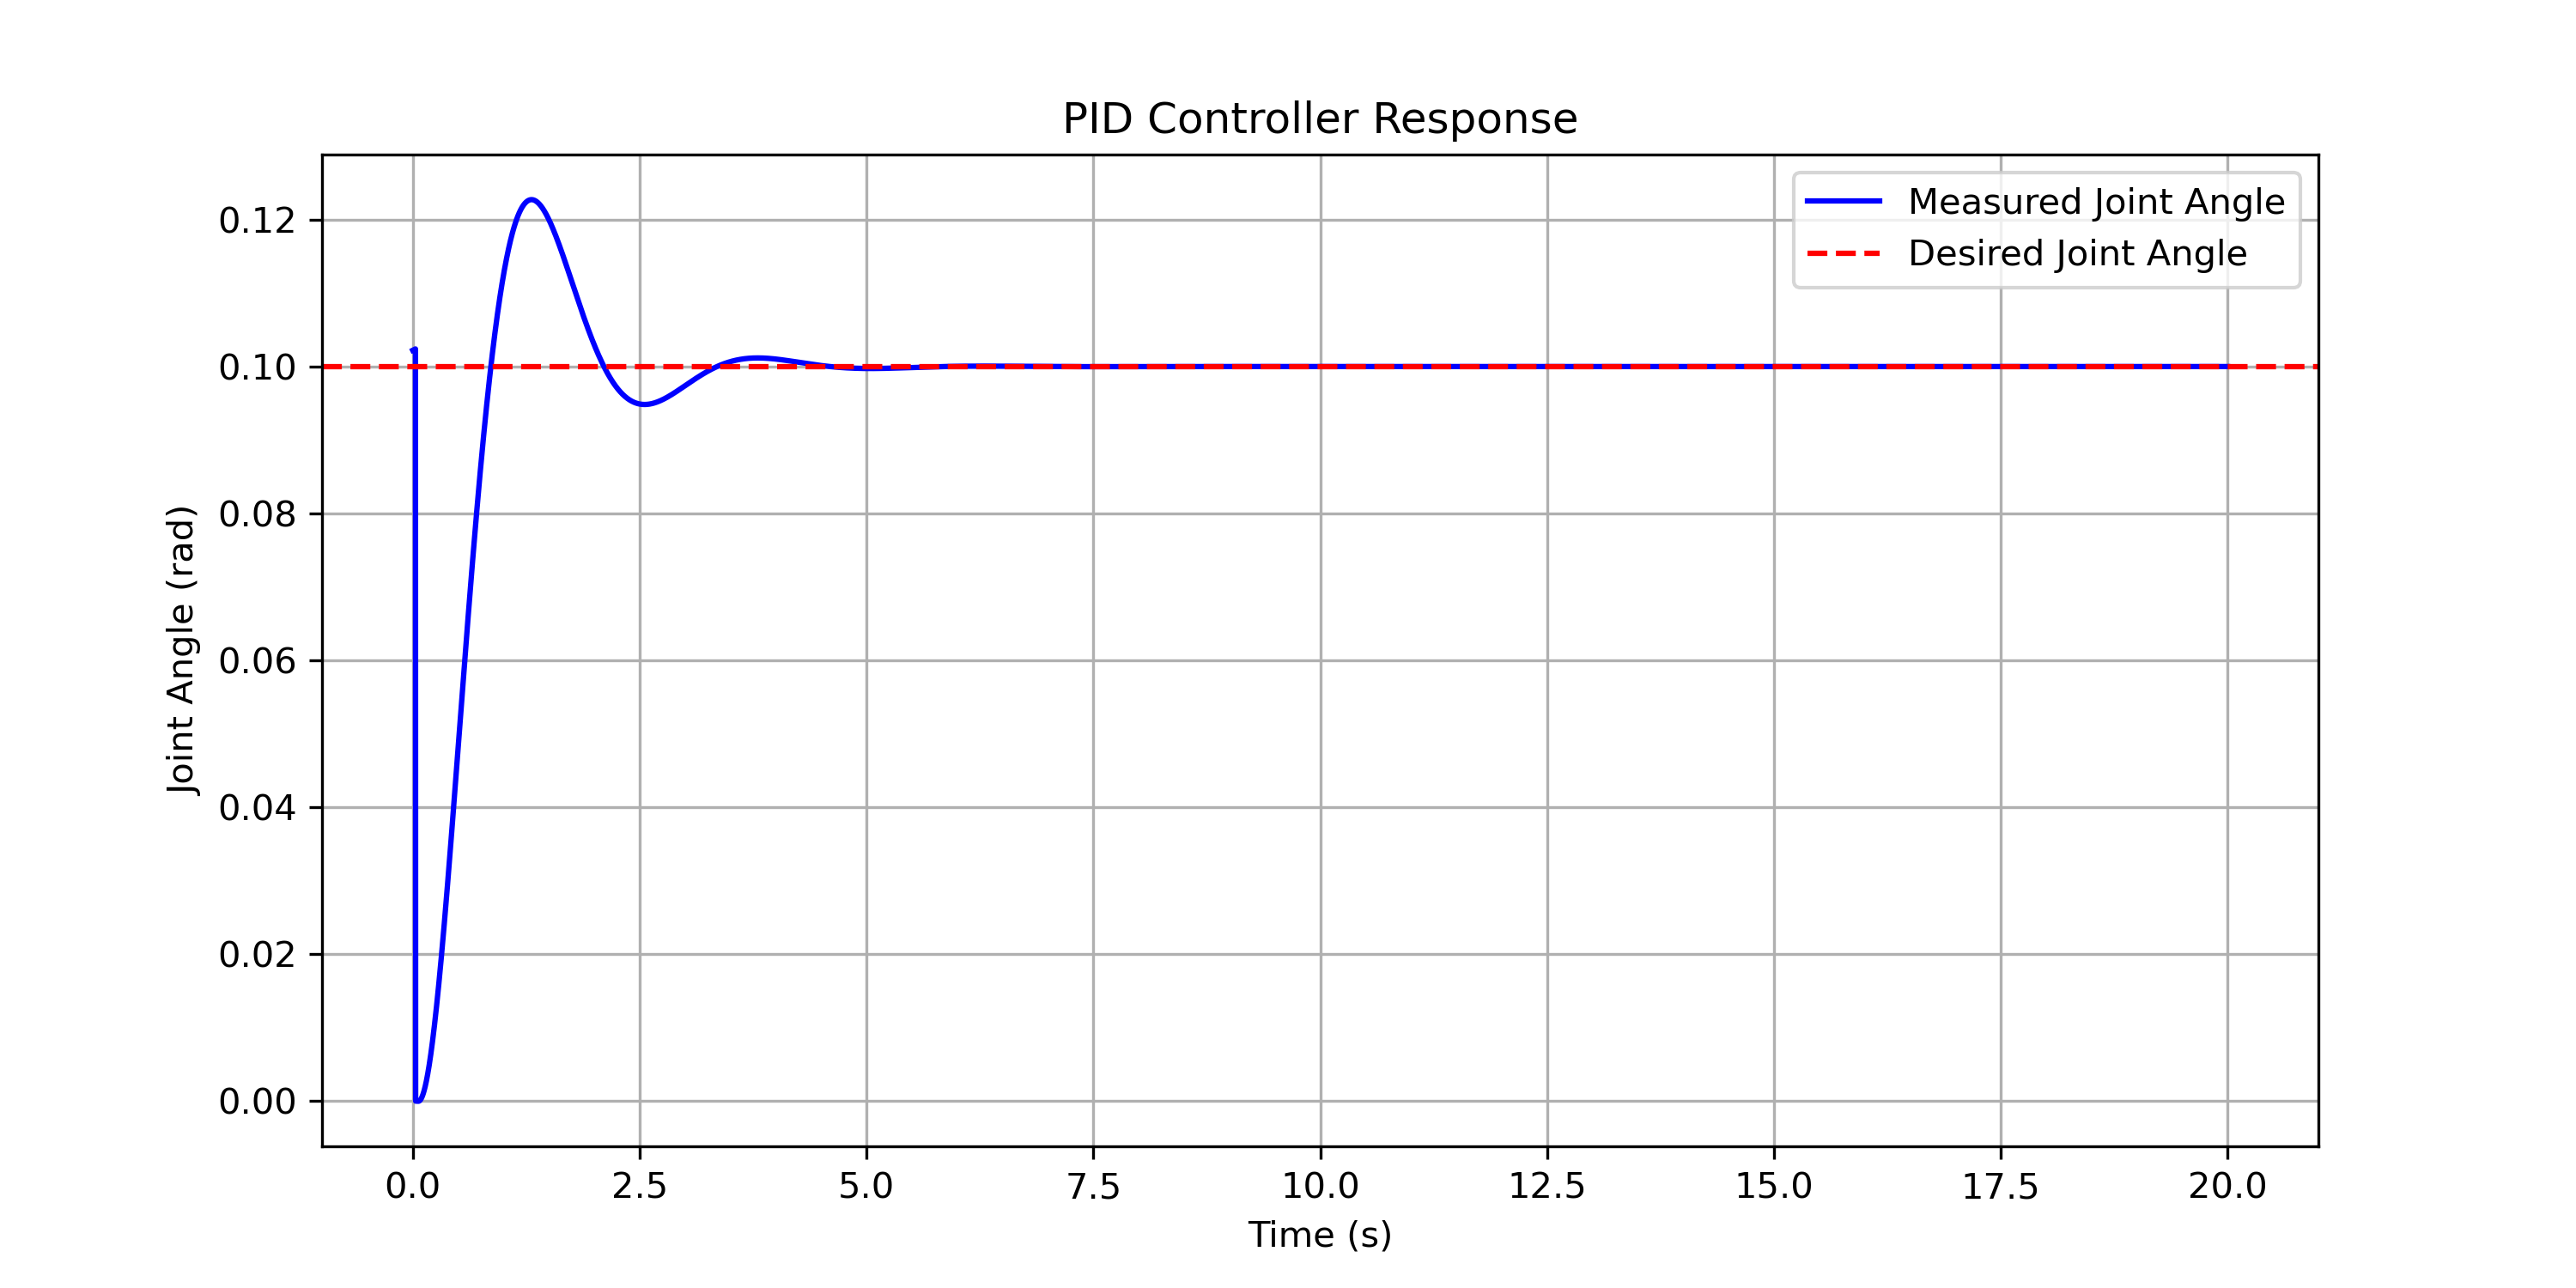 PID Controller Response
Measured Joint Angle
Desired Joint Angle
Joint Angle (rad)
0.12
0.10
0.08
0.06
0.04
0.02
0.00
0.0 2.5 5.0 7.5 10.0 12.5 15.0 17.5 20.0
Time (s)